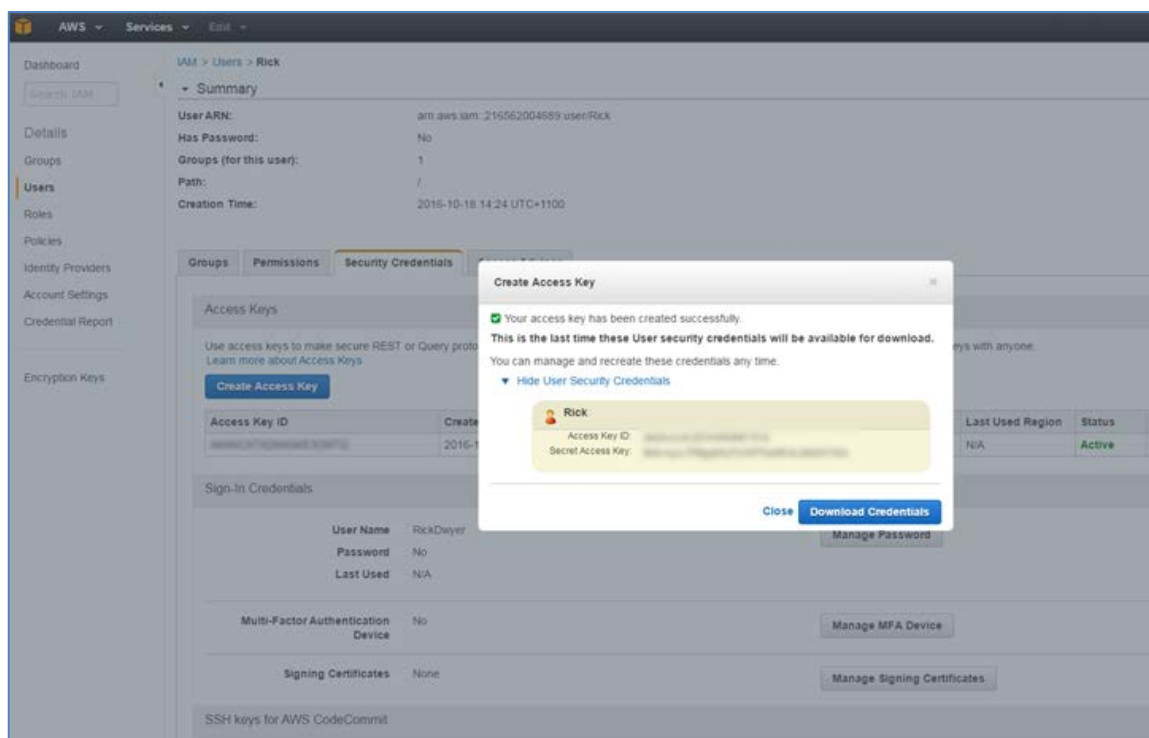 AWS Services Edit
Dashboard
Search IAM
Details
Groups
Users
Roles
Policies
Identity Providers
Account Settings
Credential Report
Encryption Keys
IAM > Users > Rick
Summary
User ARN: arn:aws:iam::216562004689:user/Rick
Has Password: No
Groups (for this user): 1
Path: /
Creation Time: 2016-10-18 14:24 UTC+1100
Groups Permissions Security Credentials
Access Keys
Use access keys to make secure REST or Query proto
eys with anyone.
Learn more about Access Keys
Create Access Key
Access Key ID Create Last Used Region Status
2016-1 N/A Active
Create Access Key
Your access key has been created successfully.
This is the last time these User security credentials will be available for download.
You can manage and recreate these credentials any time.
Hide User Security Credentials
Rick
Access Key ID:
Secret Access Key:
Close Download Credentials
Sign-In Credentials
User Name RickDwyer Manage Password
Password No
Last Used N/A
Multi-Factor Authentication No Manage MFA Device
Device
Signing Certificates None Manage Signing Certificates
SSH keys for AWS CodeCommit